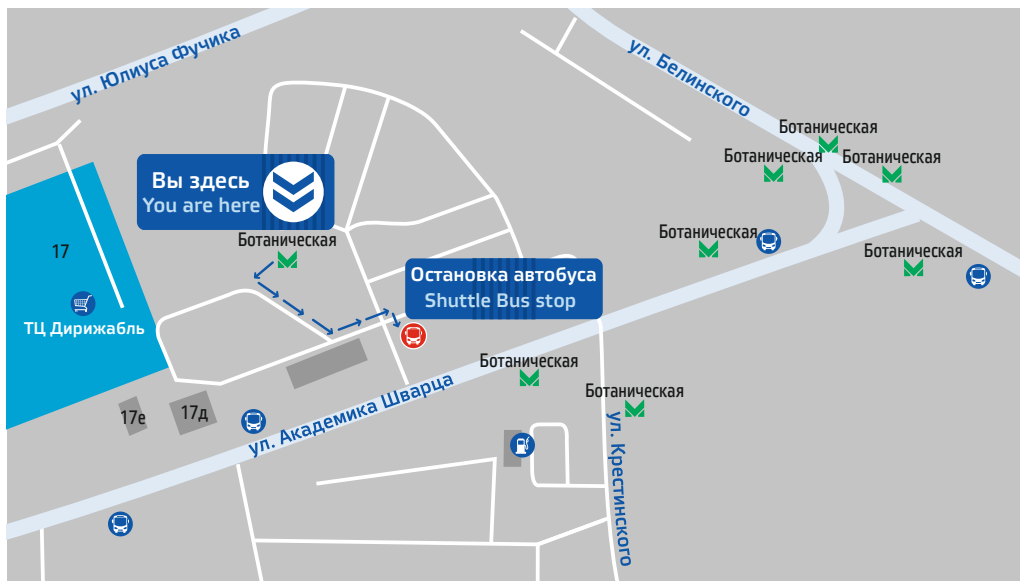 ул. Юлиуса Фучика
ул. Белинского
Ботаническая
Ботаническая
Ботаническая
Вы здесь
You are here
Ботаническая
Ботаническая
17
Ботаническая
Остановка автобуса
Shuttle Bus stop
ТЦ Дирижабль
Ботаническая
Ботаническая
17е
17д
ул. Академика Шварца
ул. Крестинского